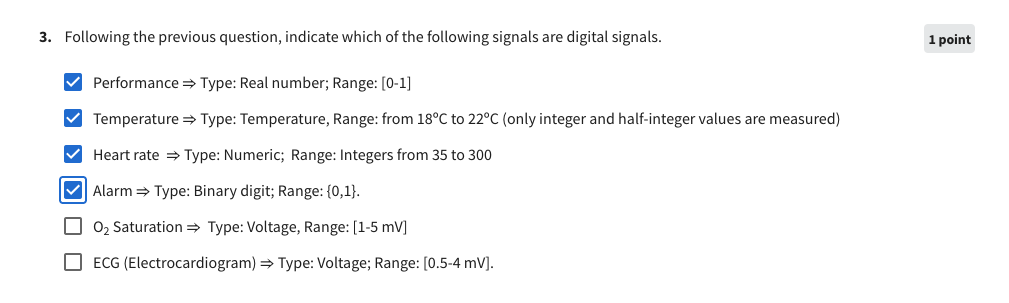 3. Following the previous question, indicate which of the following signals are digital signals.
1 point
Performance ⇒ Type: Real number; Range: [0-1]
Temperature ⇒ Type: Temperature, Range: from 18ºC to 22ºC (only integer and half-integer values are measured)
Heart rate ⇒ Type: Numeric; Range: Integers from 35 to 300
Alarm ⇒ Type: Binary digit; Range: {0,1}.
O₂ Saturation ⇒ Type: Voltage, Range: [1-5 mV]
ECG (Electrocardiogram) ⇒ Type: Voltage; Range: [0.5-4 mV].